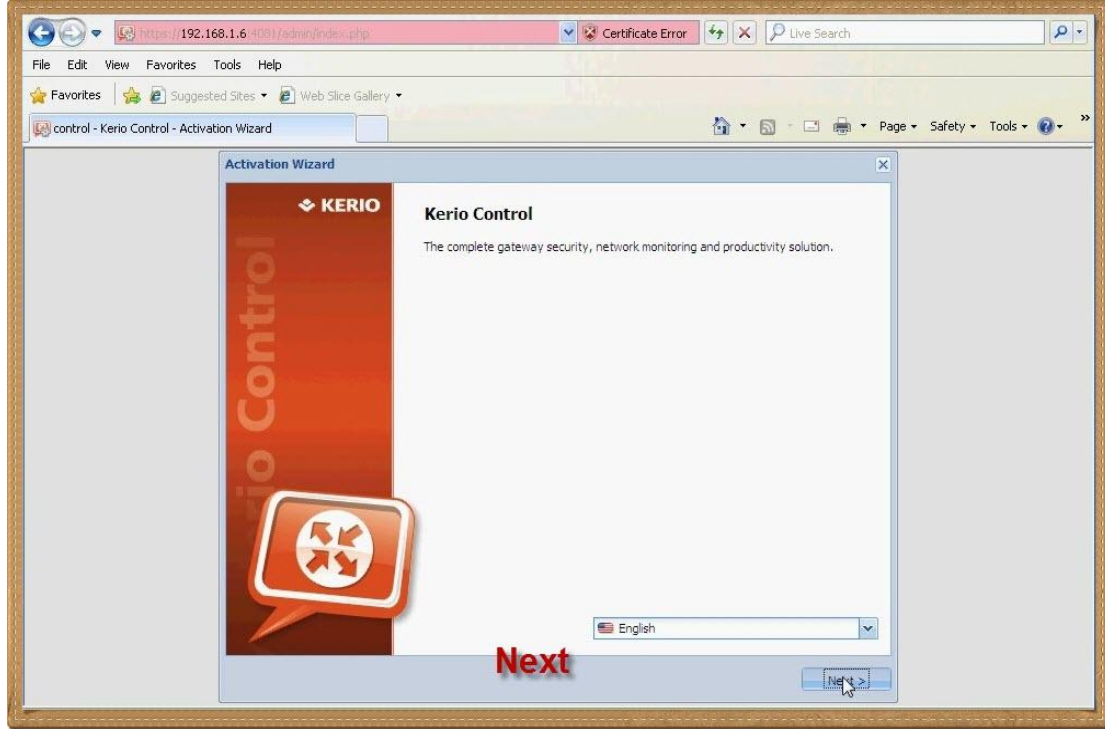 https://192.168.1.6:4081/admin/index.php
Certificate Error
Live Search
File Edit View Favorites Tools Help
Favorites Suggested Sites Web Slice Gallery
control - Kerio Control - Activation Wizard
Page Safety Tools
Activation Wizard
KERIO
Kerio Control
The complete gateway security, network monitoring and productivity solution.
rio Control
English
Next
Next >